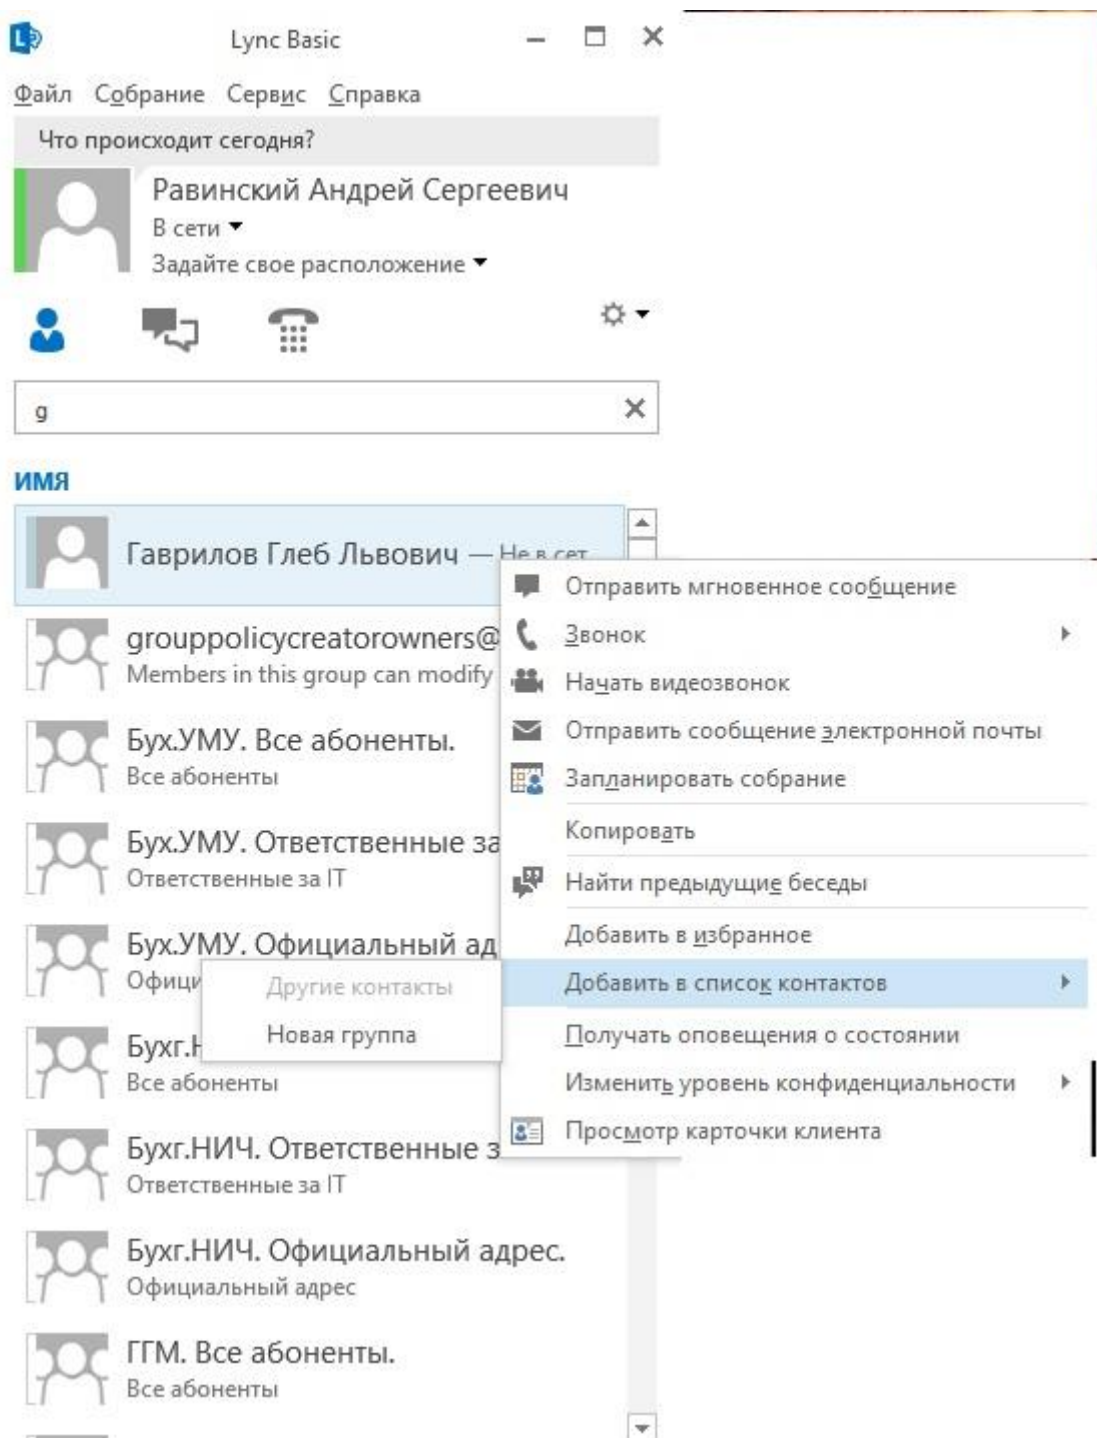 Lync Basic
Файл Собрание Сервис Справка
Что происходит сегодня?
Равинский Андрей Сергеевич
В сети
Задайте свое расположение
g
ИМЯ
Гаврилов Глеб Львович — Не в сет
Отправить мгновенное сообщение
Звонок
Начать видеозвонок
Отправить сообщение электронной почты
Запланировать собрание
Копировать
Найти предыдущие беседы
Добавить в избранное
Добавить в список контактов
Получать оповещения о состоянии
Изменить уровень конфиденциальности
Просмотр карточки клиента
Другие контакты
Новая группа
grouppolicycreatorowners@
Members in this group can modify
Бух.УМУ. Все абоненты.
Все абоненты
Бух.УМУ. Ответственные за
Ответственные за IT
Бух.УМУ. Официальный ад
Офици
Бухг.Н
Все абоненты
Бухг.НИЧ. Ответственные з
Ответственные за IT
Бухг.НИЧ. Официальный адрес.
Официальный адрес
ГГМ. Все абоненты.
Все абоненты